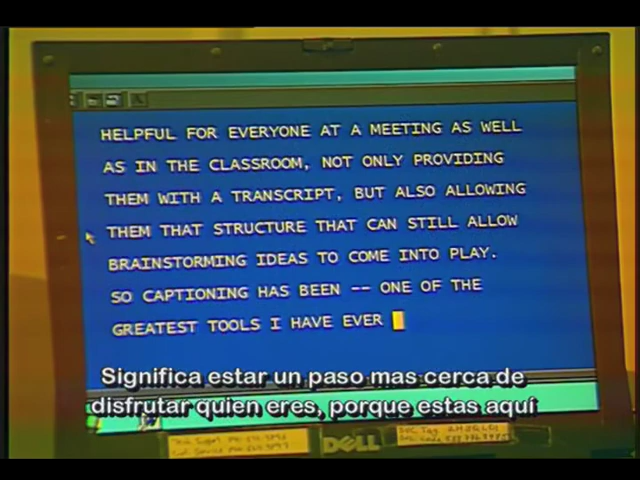 HELPFUL FOR EVERYONE AT A MEETING AS WELL
AS IN THE CLASSROOM, NOT ONLY PROVIDING
THEM WITH A TRANSCRIPT, BUT ALSO ALLOWING
THEM THAT STRUCTURE THAT CAN STILL ALLOW
BRAINSTORMING IDEAS TO COME INTO PLAY.
SO CAPTIONING HAS BEEN -- ONE OF THE
GREATEST TOOLS I HAVE EVER
Significa estar un paso mas cerca de
disfrutar quien eres, porque estas aquí
DELL